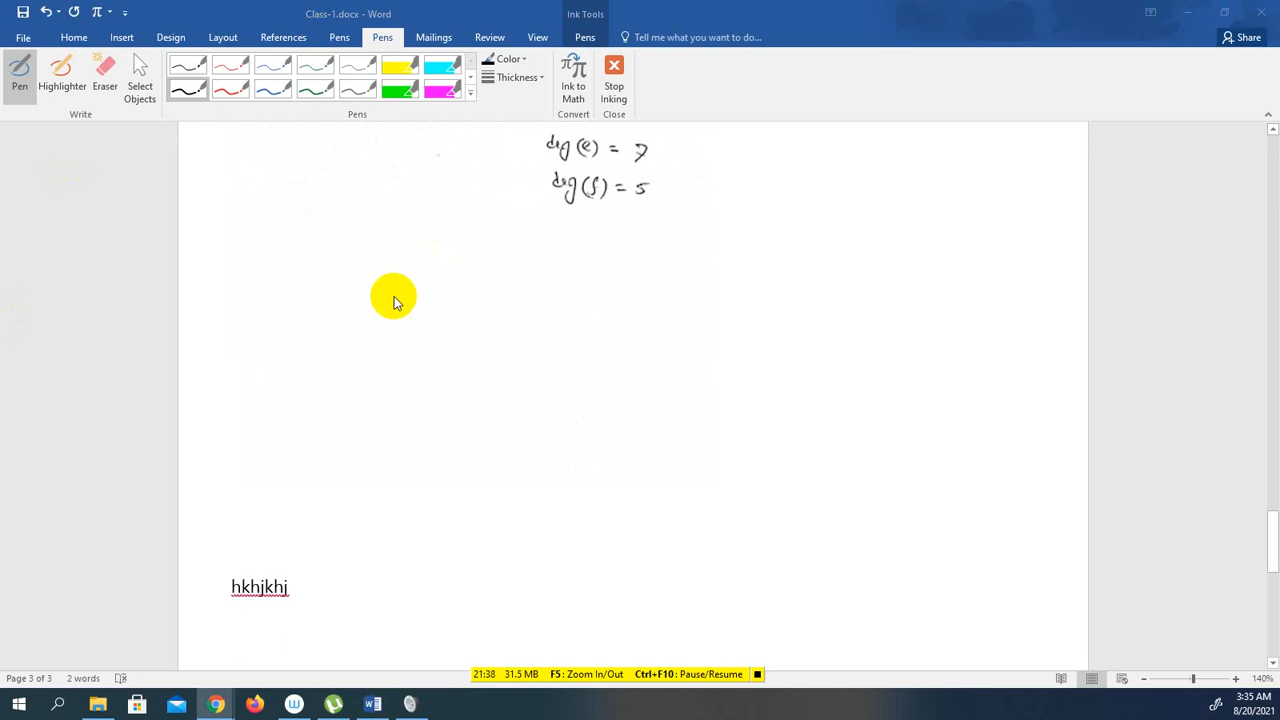 Class-1.docx - Word
Ink Tools
File
Home
Insert
Design
Layout
References
Pens
Pens
Mailings
Review
View
Pens
Tell me what you want to do...
Share
Pen
Highlighter
Eraser
Select Objects
Color
Thickness
Ink to Math
Stop Inking
Write
Pens
Convert
Close
deg(e) = 7
deg(f) = 5
hkhjkhj
21:38 31.5 MB F5: Zoom In/Out Ctrl+F10: Pause/Resume
Page 3 of 3 2 words
140%
3:35 AM
8/20/2021